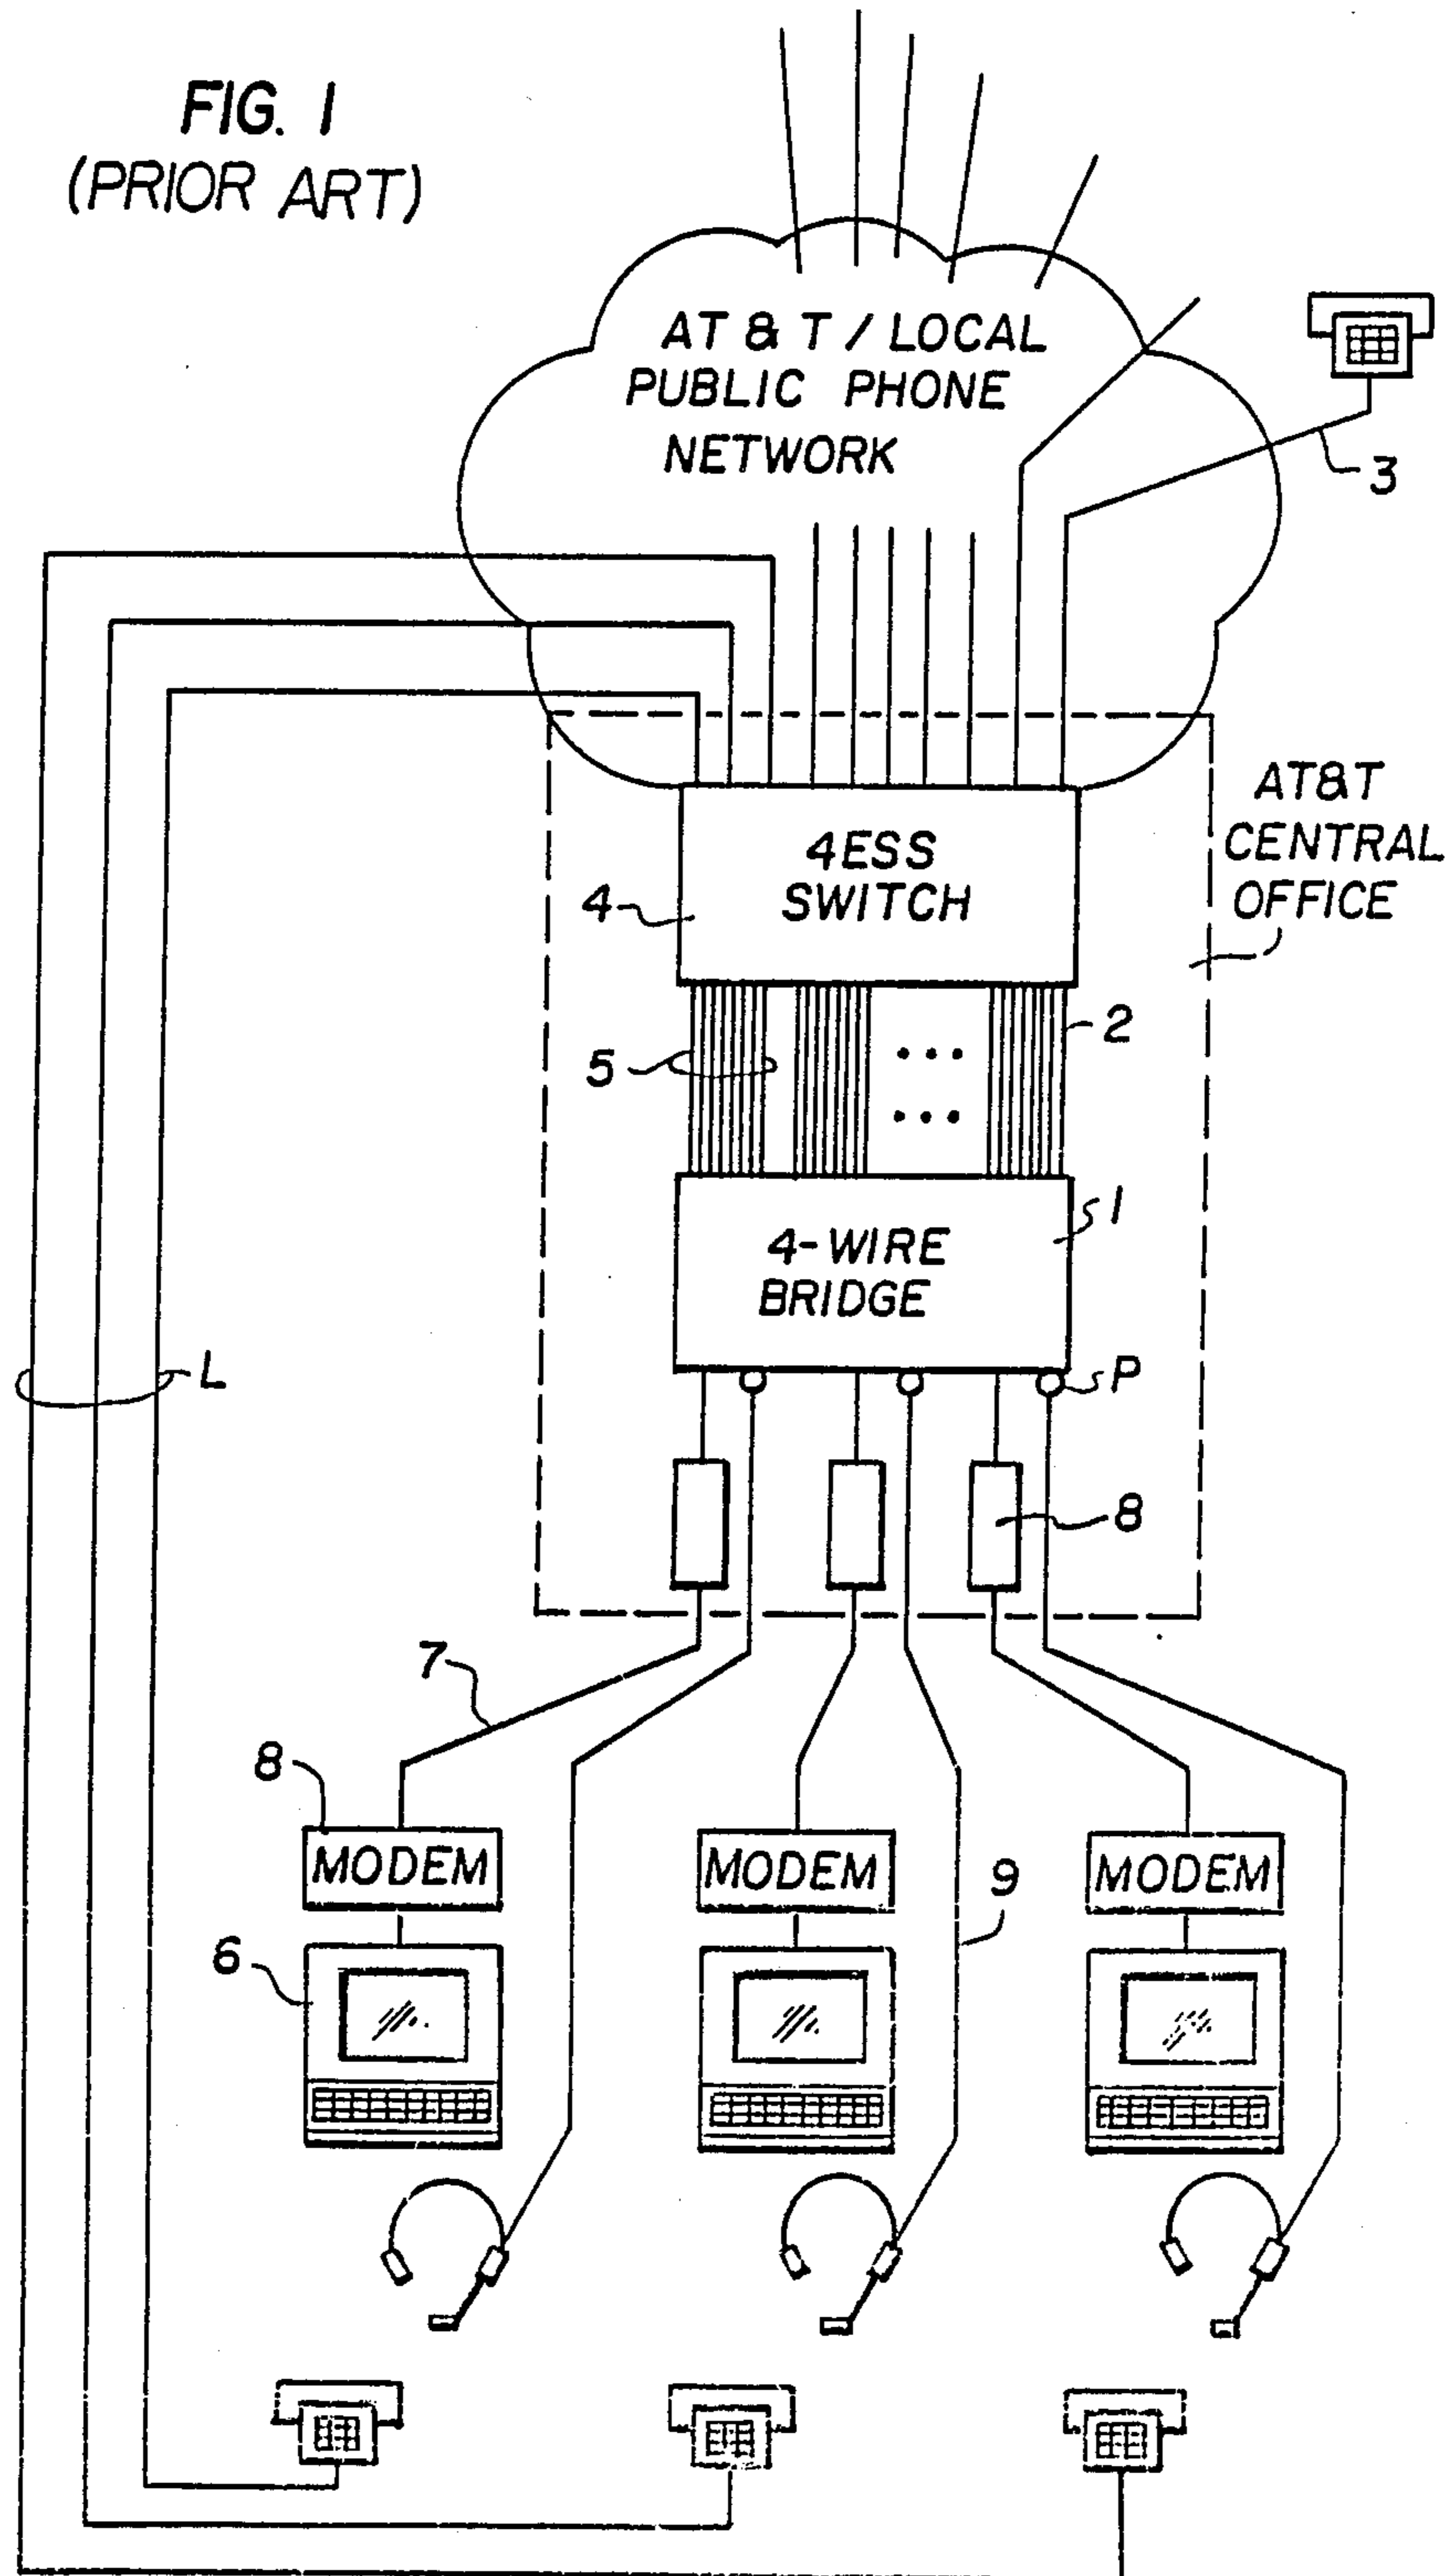 FIG. 1
(PRIOR ART)
AT & T / LOCAL
PUBLIC PHONE
NETWORK
3
AT&T
CENTRAL
OFFICE
4ESS
SWITCH
4
5
2
4-WIRE
BRIDGE
1
L
P
8
7
8
MODEM
MODEM
MODEM
9
6